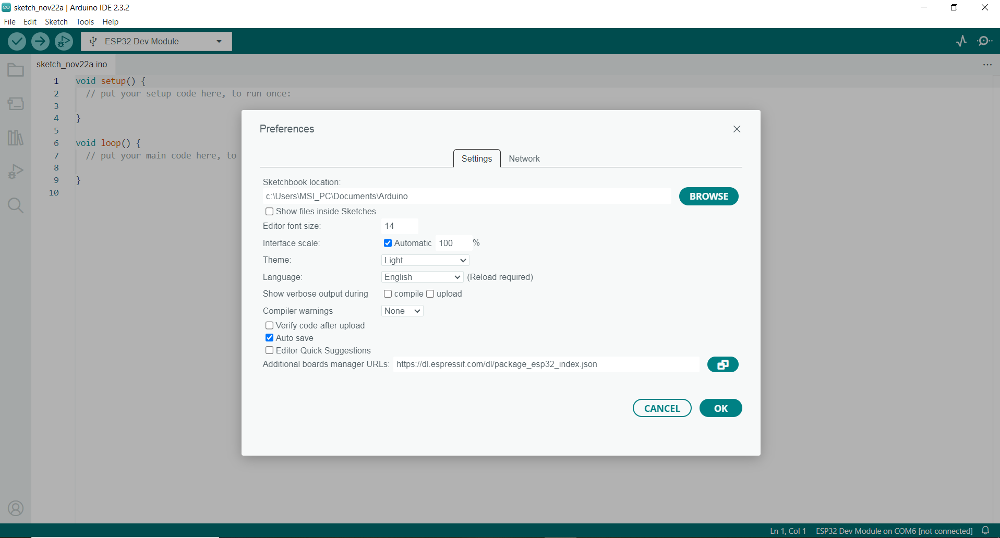 sketch_nov22a | Arduino IDE 2.3.2
File Edit Sketch Tools Help
ESP32 Dev Module
sketch_nov22a.ino
1 void setup() {
2 // put your setup code here, to run once:
3
4 }
5
6 void loop() {
7 // put your main code here, to
8
9 }
10
Preferences
Settings Network
Sketchbook location:
c:\Users\MSI_PC\Documents\Arduino BROWSE
Show files inside Sketches
Editor font size: 14
Interface scale: Automatic 100 %
Theme: Light
Language: English (Reload required)
Show verbose output during compile upload
Compiler warnings None
Verify code after upload
Auto save
Editor Quick Suggestions
Additional boards manager URLs: https://dl.espressif.com/dl/package_esp32_index.json
CANCEL OK
Ln 1, Col 1 ESP32 Dev Module on COM6 [not connected]